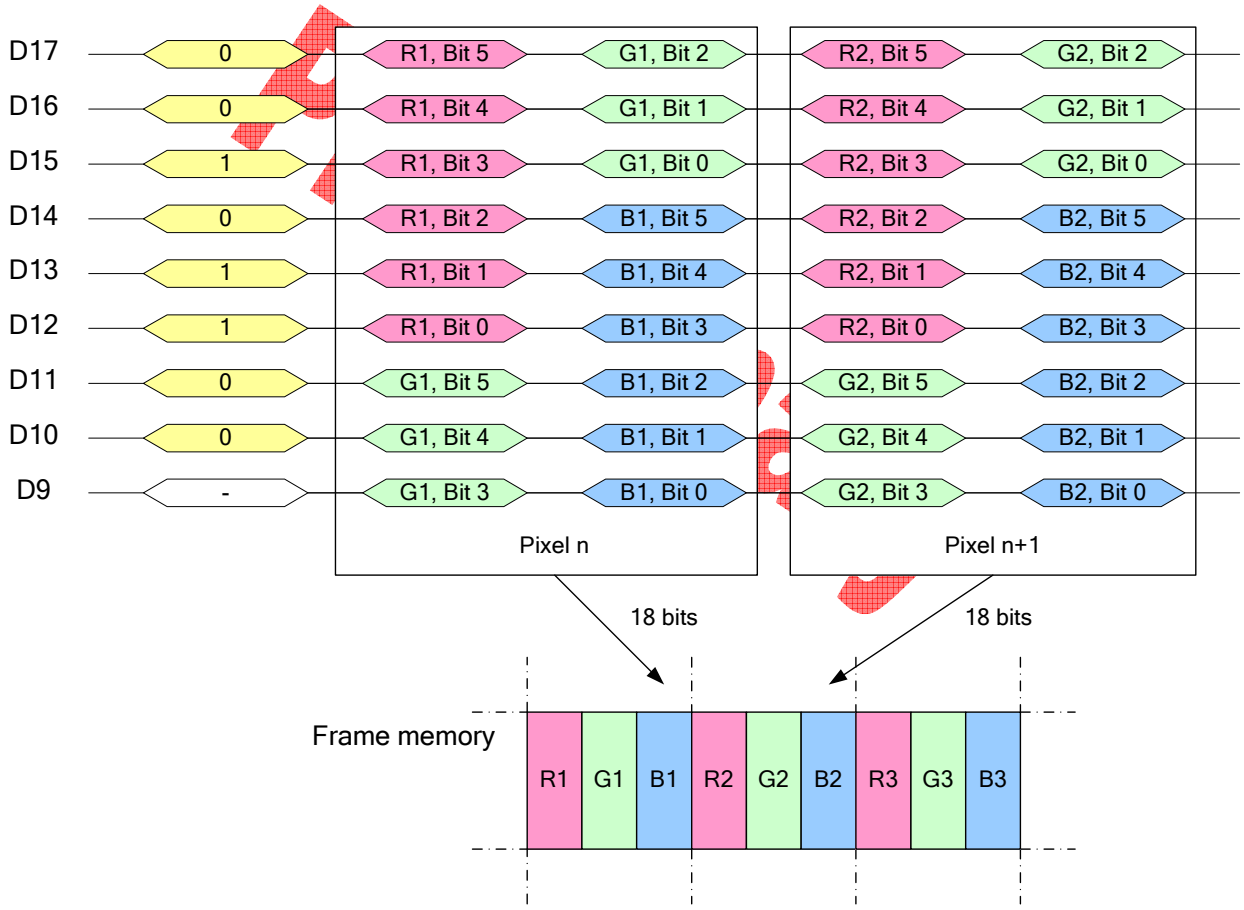 D17 0 R1, Bit 5 G1, Bit 2 R2, Bit 5 G2, Bit 2
D16 0 R1, Bit 4 G1, Bit 1 R2, Bit 4 G2, Bit 1
D15 1 R1, Bit 3 G1, Bit 0 R2, Bit 3 G2, Bit 0
D14 0 R1, Bit 2 B1, Bit 5 R2, Bit 2 B2, Bit 5
D13 1 R1, Bit 1 B1, Bit 4 R2, Bit 1 B2, Bit 4
D12 1 R1, Bit 0 B1, Bit 3 R2, Bit 0 B2, Bit 3
D11 0 G1, Bit 5 B1, Bit 2 G2, Bit 5 B2, Bit 2
D10 0 G1, Bit 4 B1, Bit 1 G2, Bit 4 B2, Bit 1
D9 - G1, Bit 3 B1, Bit 0 G2, Bit 3 B2, Bit 0
Pixel n Pixel n+1
18 bits 18 bits
Frame memory
R1 G1 B1 R2 G2 B2 R3 G3 B3